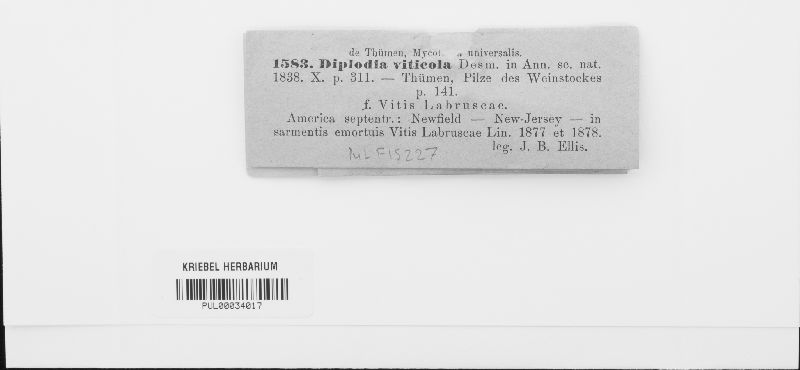 de Thümen, Mycot. universalis.
1583. Diplodia viticola Desm. in Ann. sc. nat.
1838. X. p. 311. — Thümen, Pilze des Weinstockes
p. 141.
f. Vitis Labruscae.
America septentr.: Newfield — New-Jersey — in
sarmentis emortuis Vitis Labruscae Lin. 1877 et 1878.
leg. J. B. Ellis.
MLF15227
KRIEBEL HERBARIUM
PUL00034017